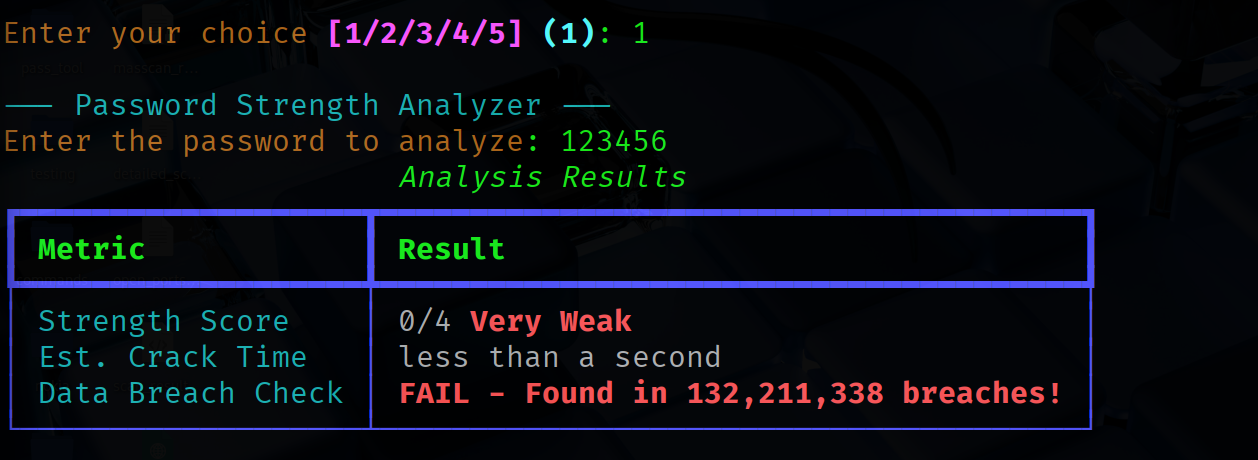 Enter your choice [1/2/3/4/5] (1): 1
─── Password Strength Analyzer ───
Enter the password to analyze: 123456
Analysis Results
Metric Result
Strength Score 0/4 Very Weak
Est. Crack Time less than a second
Data Breach Check FAIL - Found in 132,211,338 breaches!